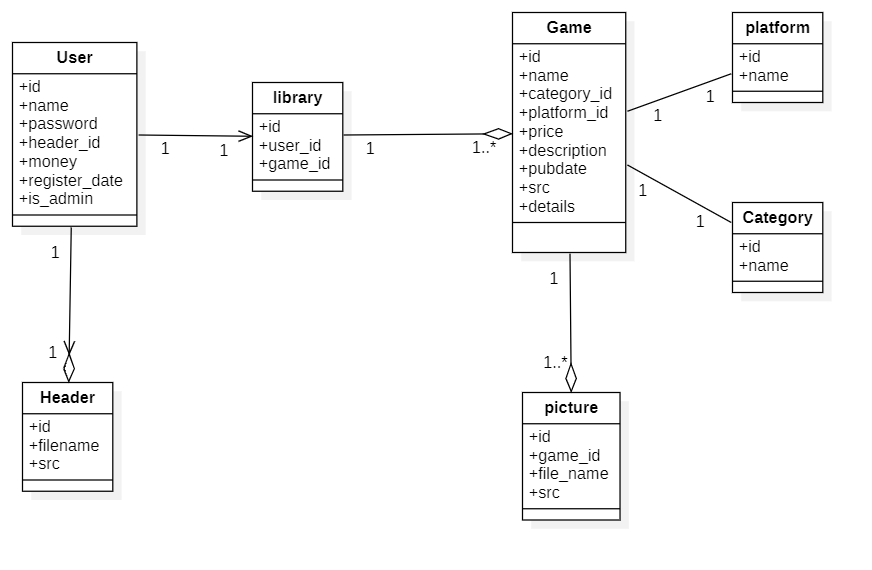 User
+id
+name
+password
+header_id
+money
+register_date
+is_admin
1
1
library
+id
+user_id
+game_id
1
1..*
Game
+id
+name
+category_id
+platform_id
+price
+description
+pubdate
+src
+details
1
1
platform
+id
+name
1
1
Category
+id
+name
1
1
Header
+id
+filename
+src
1
1..*
picture
+id
+game_id
+file_name
+src